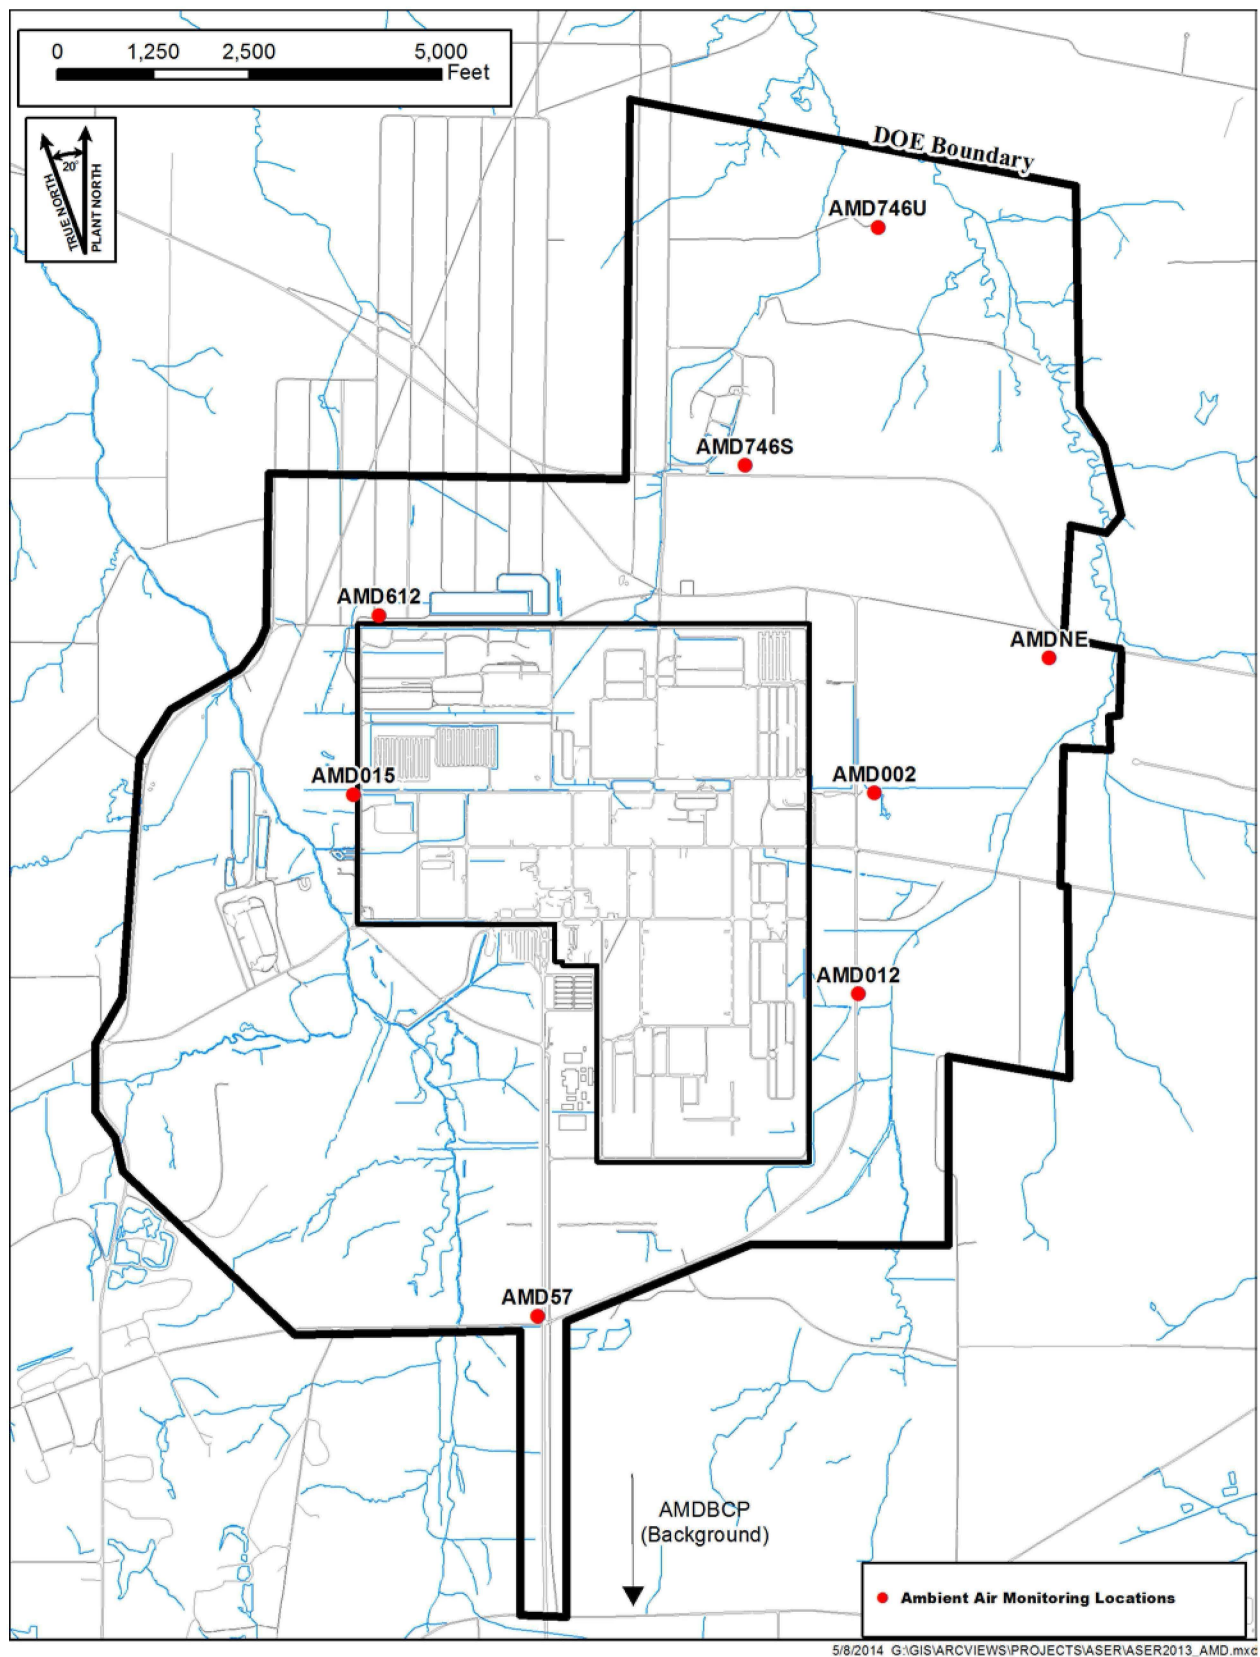 0 1,250 2,500 5,000
Feet
20°
TRUE NORTH
PLANT NORTH
DOE Boundary
AMD746U
AMD746S
AMD612
AMDNE
AMD015
AMD002
AMD012
AMD57
AMDBCP
(Background)
Ambient Air Monitoring Locations
5/8/2014 G:\GIS\ARCVIEWS\PROJECTS\ASER\ASER2013_AMD.mxd